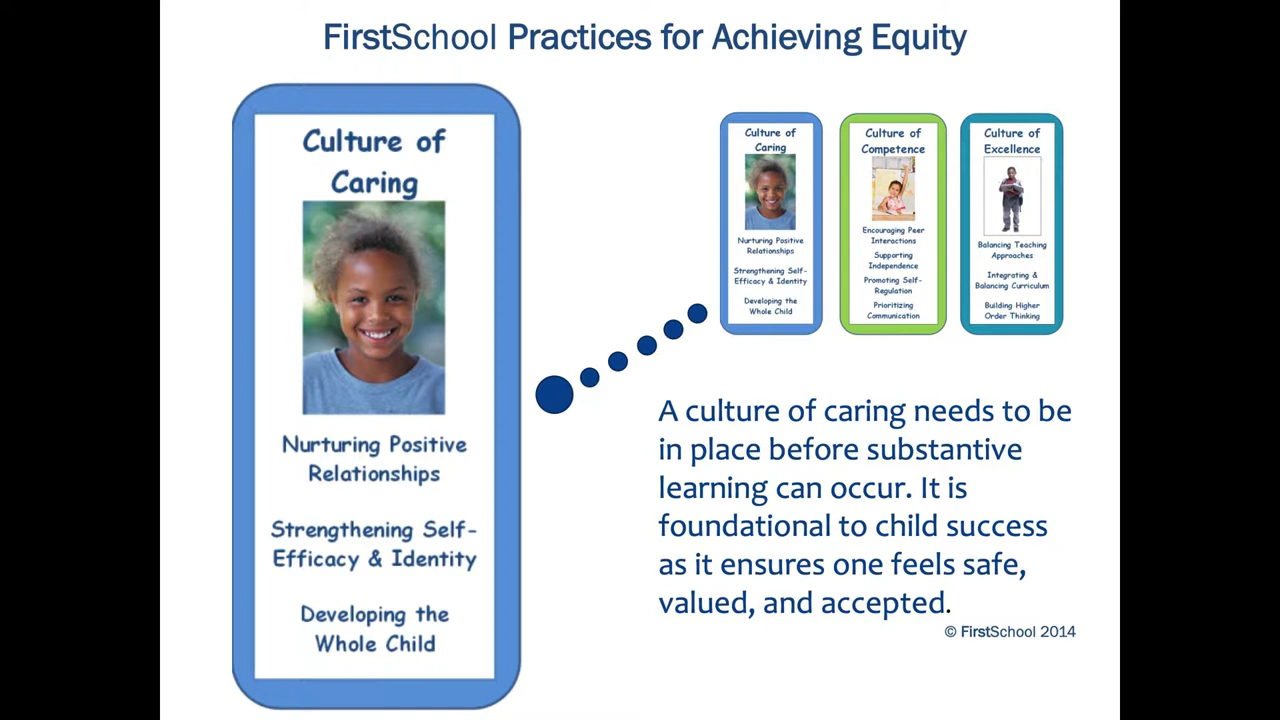 FirstSchool Practices for Achieving Equity
Culture of
Caring
Nurturing Positive
Relationships
Strengthening Self-
Efficacy & Identity
Developing the
Whole Child
Culture of
Caring
Nurturing Positive
Relationships
Strengthening Self-
Efficacy & Identity
Developing the
Whole Child
Culture of
Competence
Encouraging Peer
Interactions
Supporting
Independence
Promoting Self-
Regulation
Prioritizing
Communication
Culture of
Excellence
Balancing Teaching
Approaches
Integrating &
Balancing Curriculum
Building Higher
Order Thinking
A culture of caring needs to be
in place before substantive
learning can occur. It is
foundational to child success
as it ensures one feels safe,
valued, and accepted.
© FirstSchool 2014